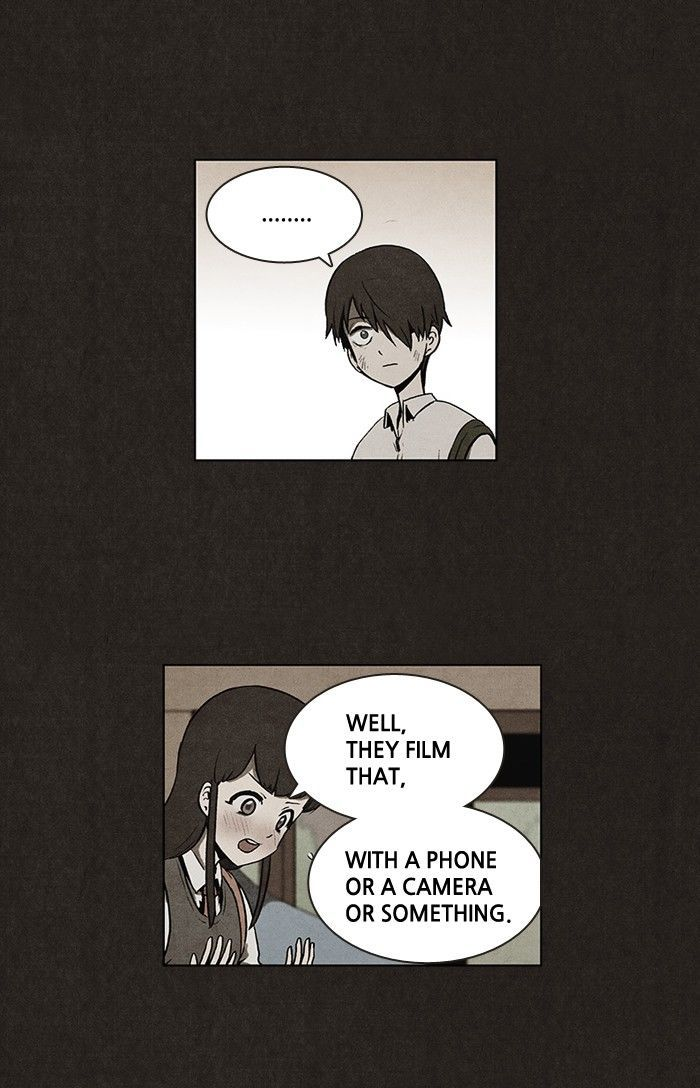 ........
WELL,
THEY FILM
THAT,
WITH A PHONE
OR A CAMERA
OR SOMETHING.